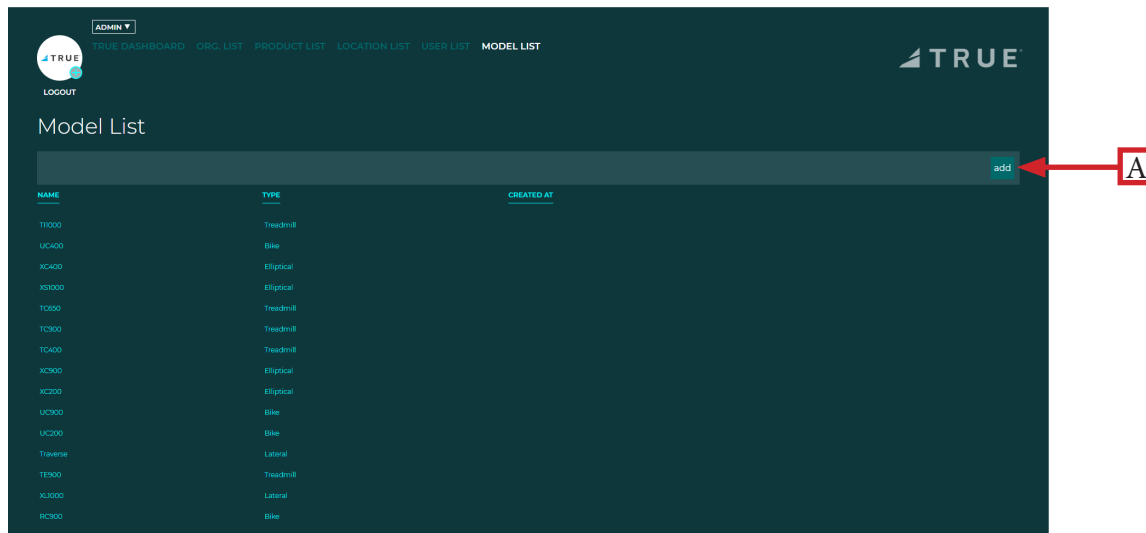 ADMIN ▼
TRUE DASHBOARD ORG. LIST PRODUCT LIST LOCATION LIST USER LIST MODEL LIST
TRUE
TRUE
LOGOUT
Model List
add
A
NAME TYPE CREATED AT
TI1000 Treadmill
UC400 Bike
XC400 Elliptical
XS1000 Elliptical
TC650 Treadmill
TC900 Treadmill
TC400 Treadmill
XC900 Elliptical
XC200 Elliptical
UC900 Bike
UC200 Bike
Traverse Lateral
TE900 Treadmill
XL1000 Lateral
RC900 Bike